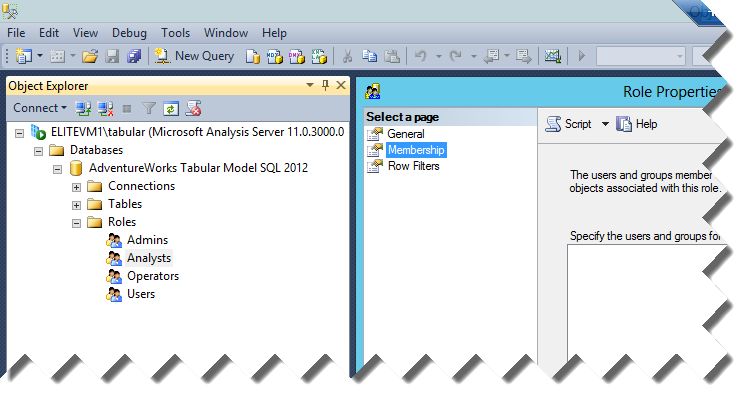 File Edit View Debug Tools Window Help
New Query
Object Explorer
Connect
ELITEVM1\tabular (Microsoft Analysis Server 11.0.3000.0
Databases
AdventureWorks Tabular Model SQL 2012
Connections
Tables
Roles
Admins
Analysts
Operators
Users
Role Properties
Select a page
General
Membership
Row Filters
Script Help
The users and groups member
objects associated with this role.
Specify the users and groups for